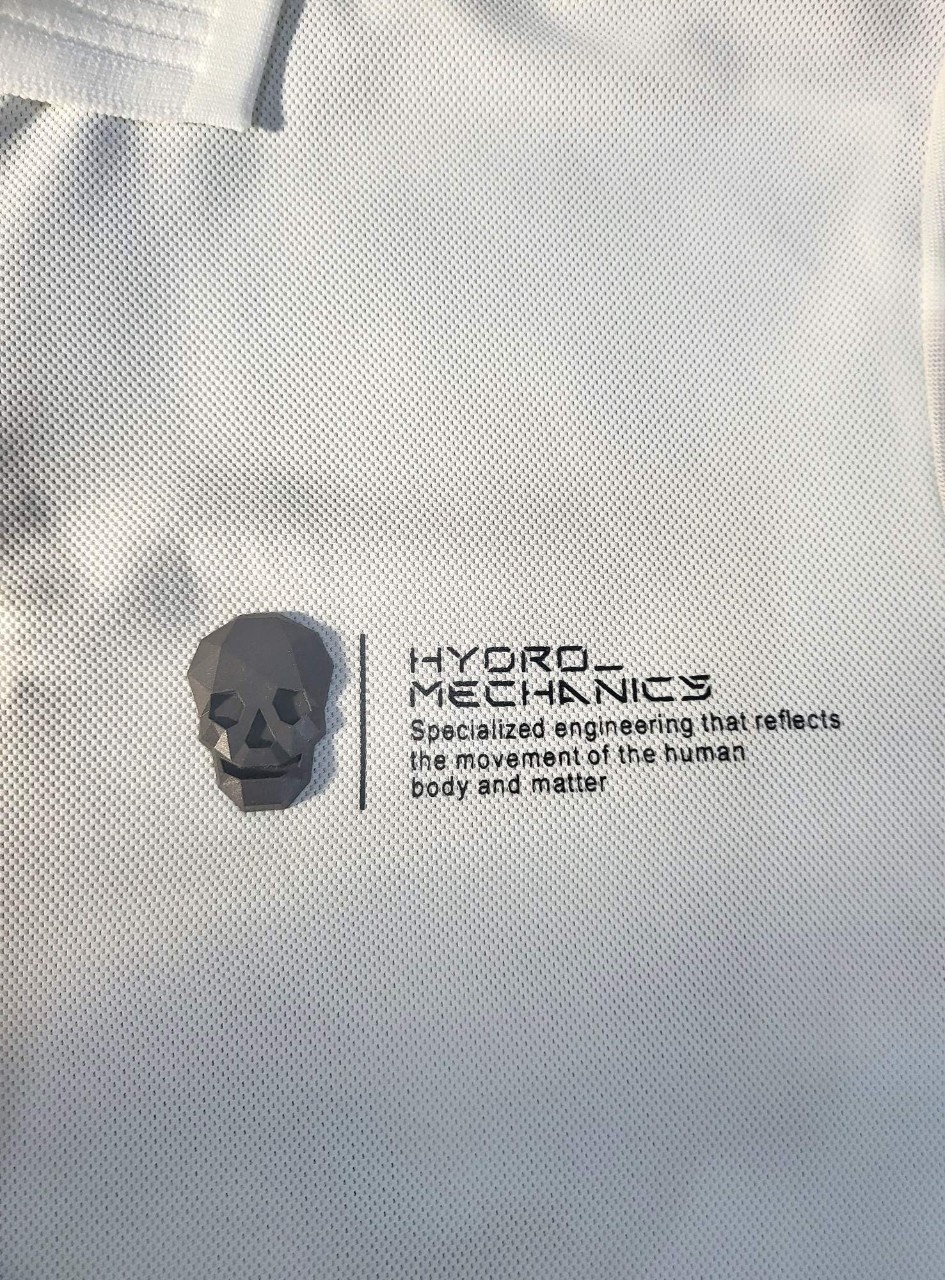 HYDRO_
MECHANICS
Specialized engineering that reflects
the movement of the human
body and matter